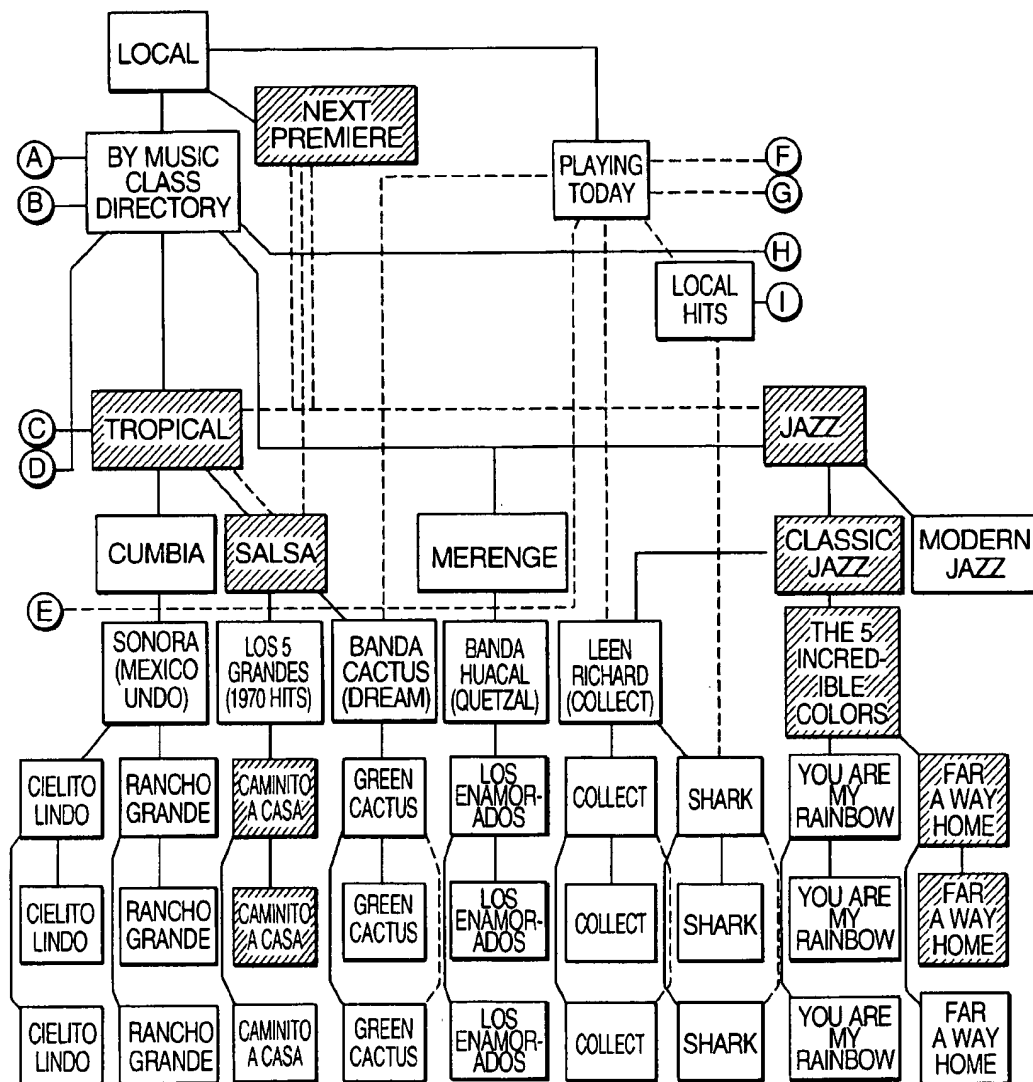 LOCAL
NEXT
PREMIERE
A
B
BY MUSIC
CLASS
DIRECTORY
PLAYING
TODAY
F
G
H
LOCAL
HITS
I
C
D
TROPICAL
JAZZ
CUMBIA
SALSA
MERENGE
CLASSIC
JAZZ
MODERN
JAZZ
E
SONORA
(MEXICO
UNDO)
LOS 5
GRANDES
(1970 HITS)
BANDA
CACTUS
(DREAM)
BANDA
HUACAL
(QUETZAL)
LEEN
RICHARD
(COLLECT)
THE 5
INCRED-
IBLE
COLORS
CIELITO
LINDO
RANCHO
GRANDE
CAMINITO
A CASA
GREEN
CACTUS
LOS
ENAMOR-
ADOS
COLLECT
SHARK
YOU ARE
MY
RAINBOW
FAR
A WAY
HOME
CIELITO
LINDO
RANCHO
GRANDE
CAMINITO
A CASA
GREEN
CACTUS
LOS
ENAMOR-
ADOS
COLLECT
SHARK
YOU ARE
MY
RAINBOW
FAR
A WAY
HOME
CIELITO
LINDO
RANCHO
GRANDE
CAMINITO
A CASA
GREEN
CACTUS
LOS
ENAMOR-
ADOS
COLLECT
SHARK
YOU ARE
MY
RAINBOW
FAR
A WAY
HOME